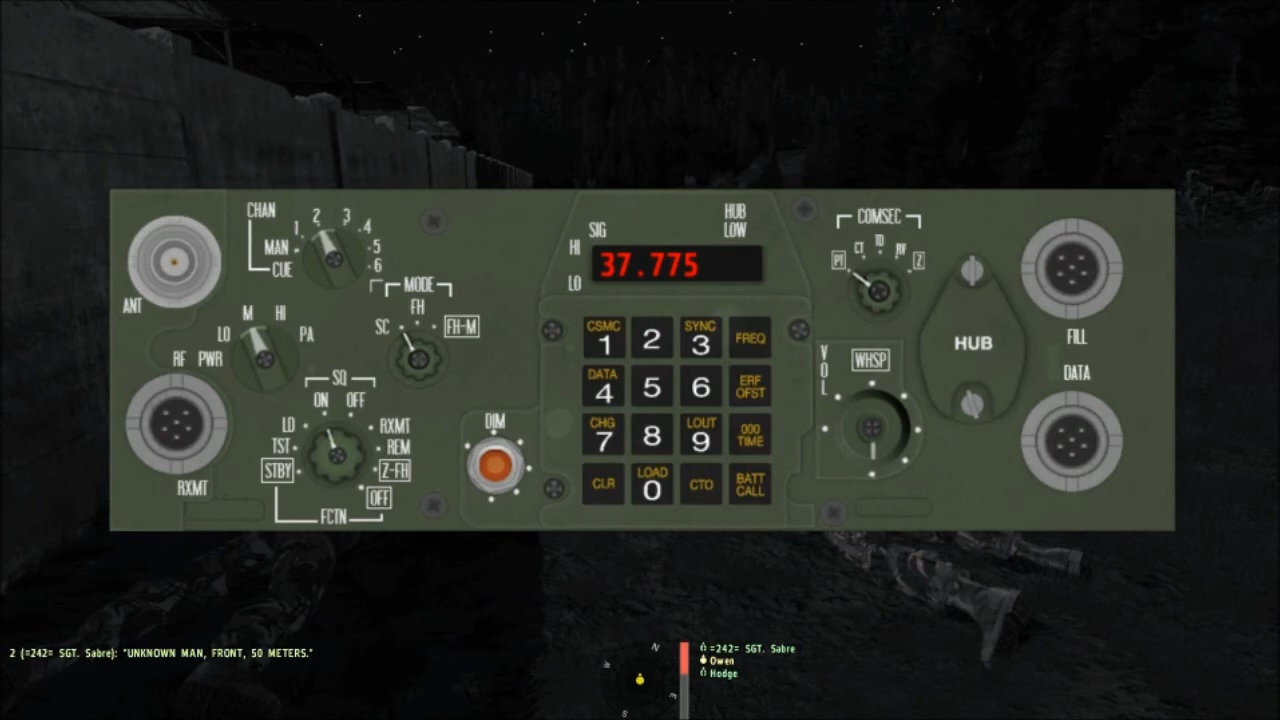 CHAN
1 2 3 4
MAN 5
CUE 6
ANT
MODE
SC FH FH-M
LO M HI PA
RF PWR
SQ
ON OFF
LD RXMT
TST REM
STBY Z-FH
OFF
FCTN
RXMT
DIM
SIG
HUB
LOW
HI
LO
37.775
CSMC SYNC
1 2 3 FREQ
DATA ERF
4 5 6 OFST
CHG LOUT 000
7 8 9 TIME
LOAD BATT
CLR 0 CTO CALL
COMSEC
PT CT TD RV Z
VOL
WHSP
HUB
FILL
DATA
2 (=242= SGT. Sabre): "UNKNOWN MAN, FRONT, 50 METERS."
N
E
S
=242= SGT. Sabre
Owen
Hodge